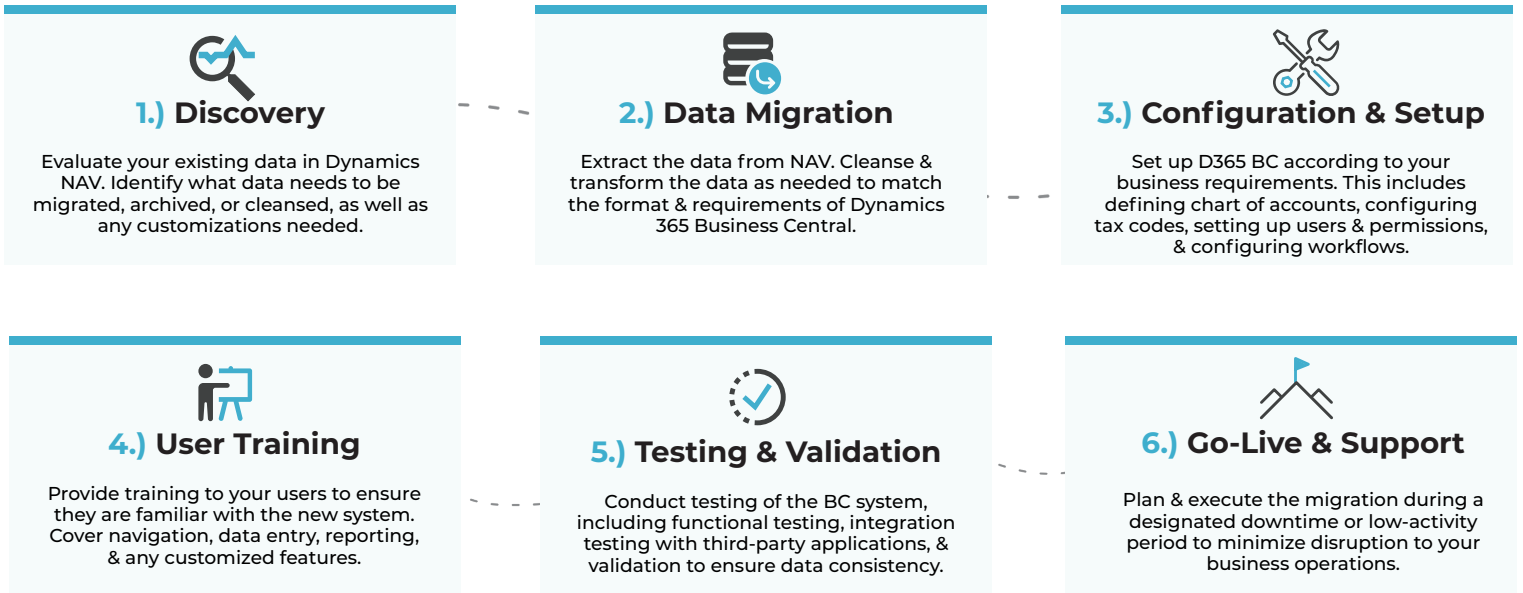 1.) Discovery
Evaluate your existing data in Dynamics
NAV. Identify what data needs to be
migrated, archived, or cleansed, as well as
any customizations needed.
2.) Data Migration
Extract the data from NAV. Cleanse &
transform the data as needed to match
the format & requirements of Dynamics
365 Business Central.
3.) Configuration & Setup
Set up D365 BC according to your
business requirements. This includes
defining chart of accounts, configuring
tax codes, setting up users & permissions,
& configuring workflows.
4.) User Training
Provide training to your users to ensure
they are familiar with the new system.
Cover navigation, data entry, reporting,
& any customized features.
5.) Testing & Validation
Conduct testing of the BC system,
including functional testing, integration
testing with third-party applications, &
validation to ensure data consistency.
6.) Go-Live & Support
Plan & execute the migration during a
designated downtime or low-activity
period to minimize disruption to your
business operations.